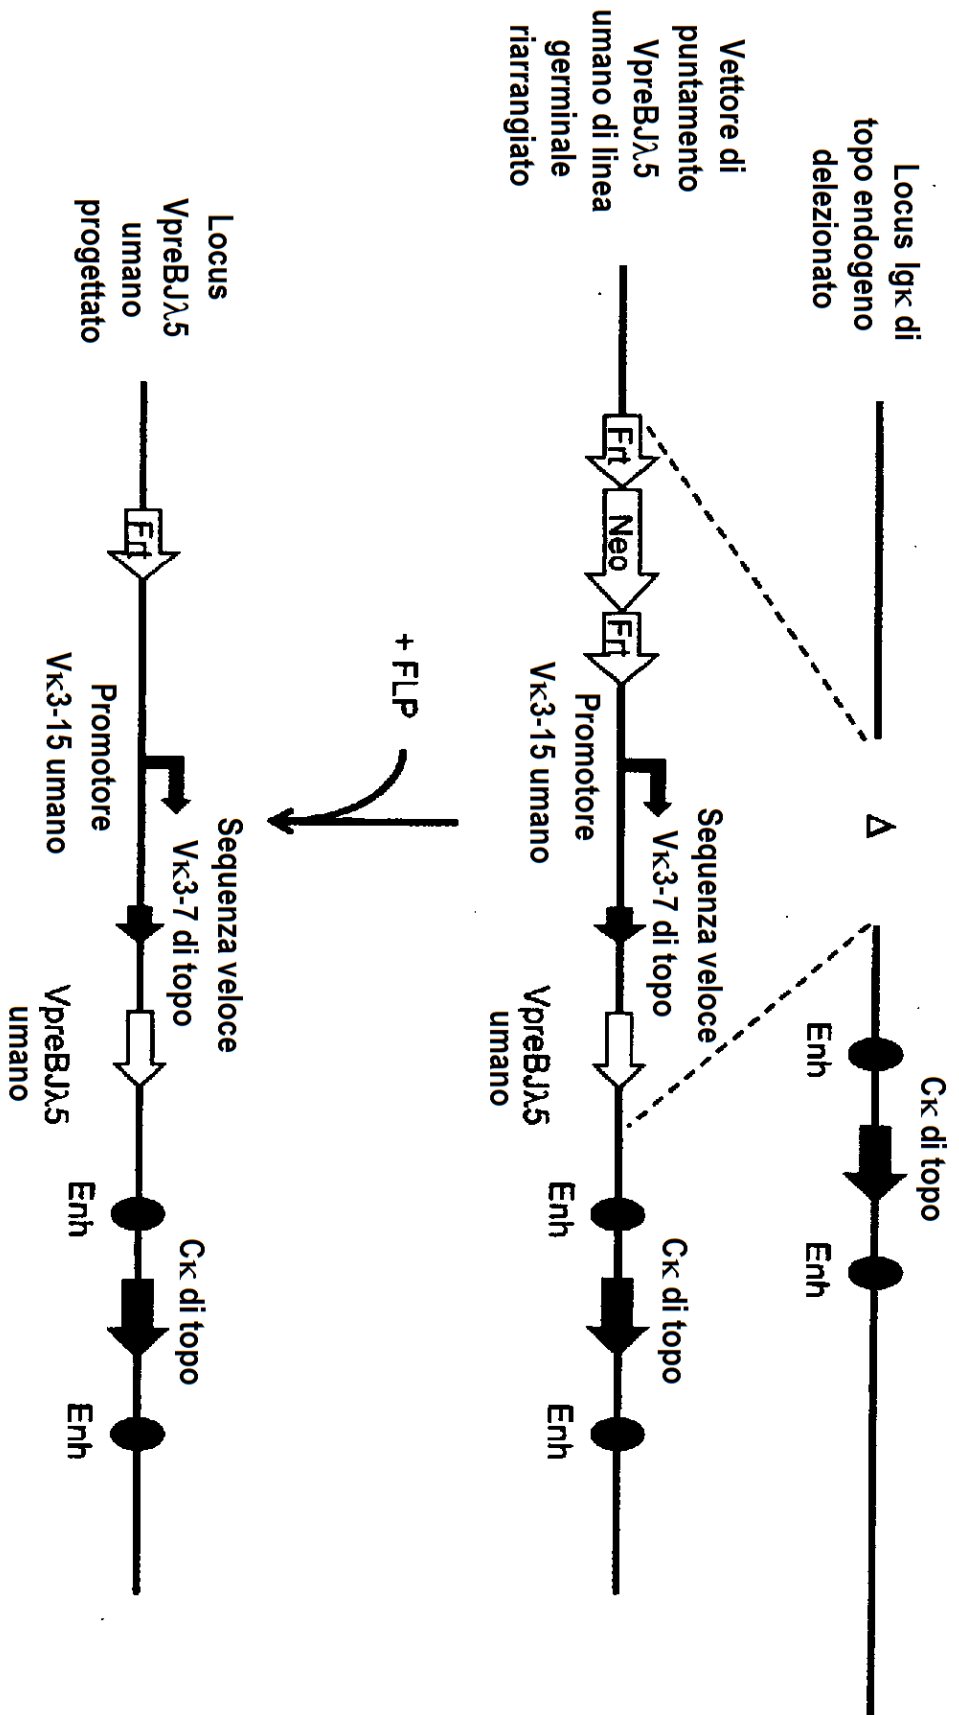 Locus Igκ di
topo endogeno
delezionato
Δ
Enh
Cκ di topo
Enh
Vettore di
puntamento
VpreBJλ5
umano di linea
germinale
riarrangiato
Frt
Neo
Frt
Promotore
Vκ3-15 umano
Sequenza veloce
Vκ3-7 di topo
VpreBJλ5
umano
Enh
Cκ di topo
Enh
+ FLP
Locus
VpreBJλ5
umano
progettato
Frt
Promotore
Vκ3-15 umano
Sequenza veloce
Vκ3-7 di topo
VpreBJλ5
umano
Enh
Cκ di topo
Enh